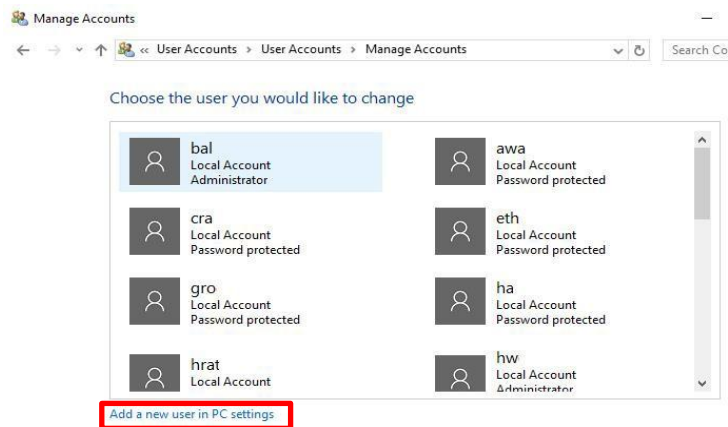 Manage Accounts
« User Accounts > User Accounts > Manage Accounts
Search Co
Choose the user you would like to change
bal
Local Account
Administrator
awa
Local Account
Password protected
cra
Local Account
Password protected
eth
Local Account
Password protected
gro
Local Account
Password protected
ha
Local Account
Password protected
hrat
Local Account
hw
Local Account
Administrator
Add a new user in PC settings